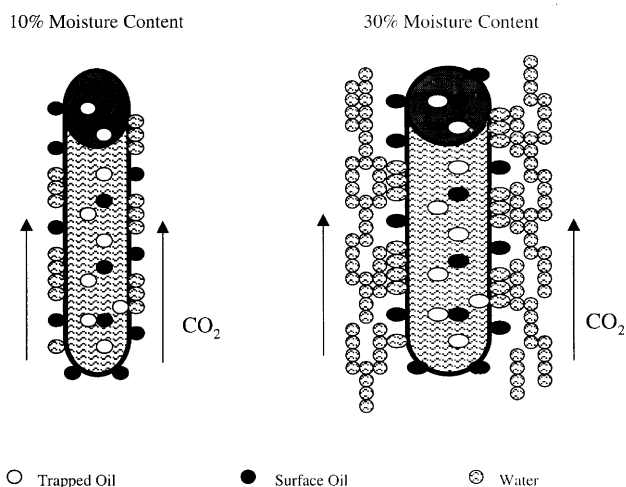 10% Moisture Content
30% Moisture Content
CO₂
CO₂
Trapped Oil
Surface Oil
Water